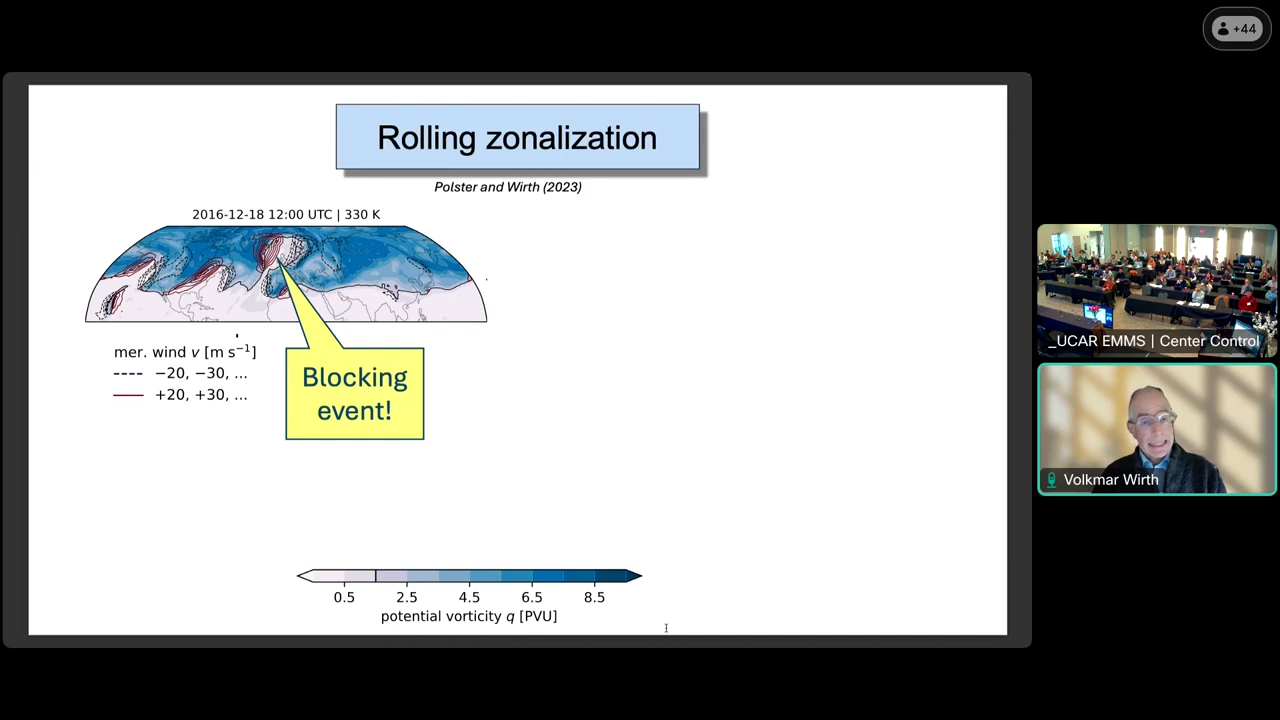 +44
Rolling zonalization
Polster and Wirth (2023)
2016-12-18 12:00 UTC | 330 K
mer. wind v [m s⁻¹]
−20, −30, ...
+20, +30, ...
Blocking
event!
0.5 2.5 4.5 6.5 8.5
potential vorticity q [PVU]
_UCAR EMMS | Center Control
Volkmar Wirth